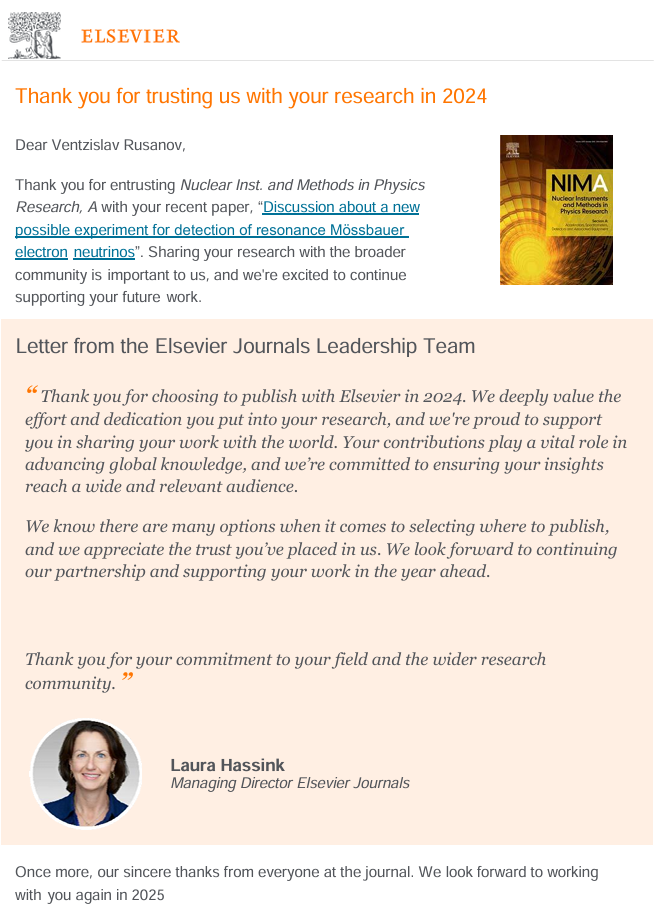 ELSEVIER
Thank you for trusting us with your research in 2024
Dear Ventzislav Rusanov,
Thank you for entrusting Nuclear Inst. and Methods in Physics
Research, A with your recent paper, “Discussion about a new
possible experiment for detection of resonance Mössbauer
electron neutrinos”. Sharing your research with the broader
community is important to us, and we're excited to continue
supporting your future work.
NIMA
Nuclear Instruments
and Methods in
Physics Research
Letter from the Elsevier Journals Leadership Team
“ Thank you for choosing to publish with Elsevier in 2024. We deeply value the
effort and dedication you put into your research, and we're proud to support
you in sharing your work with the world. Your contributions play a vital role in
advancing global knowledge, and we’re committed to ensuring your insights
reach a wide and relevant audience.
We know there are many options when it comes to selecting where to publish,
and we appreciate the trust you’ve placed in us. We look forward to continuing
our partnership and supporting your work in the year ahead.
Thank you for your commitment to your field and the wider research
community. ”
Laura Hassink
Managing Director Elsevier Journals
Once more, our sincere thanks from everyone at the journal. We look forward to working
with you again in 2025